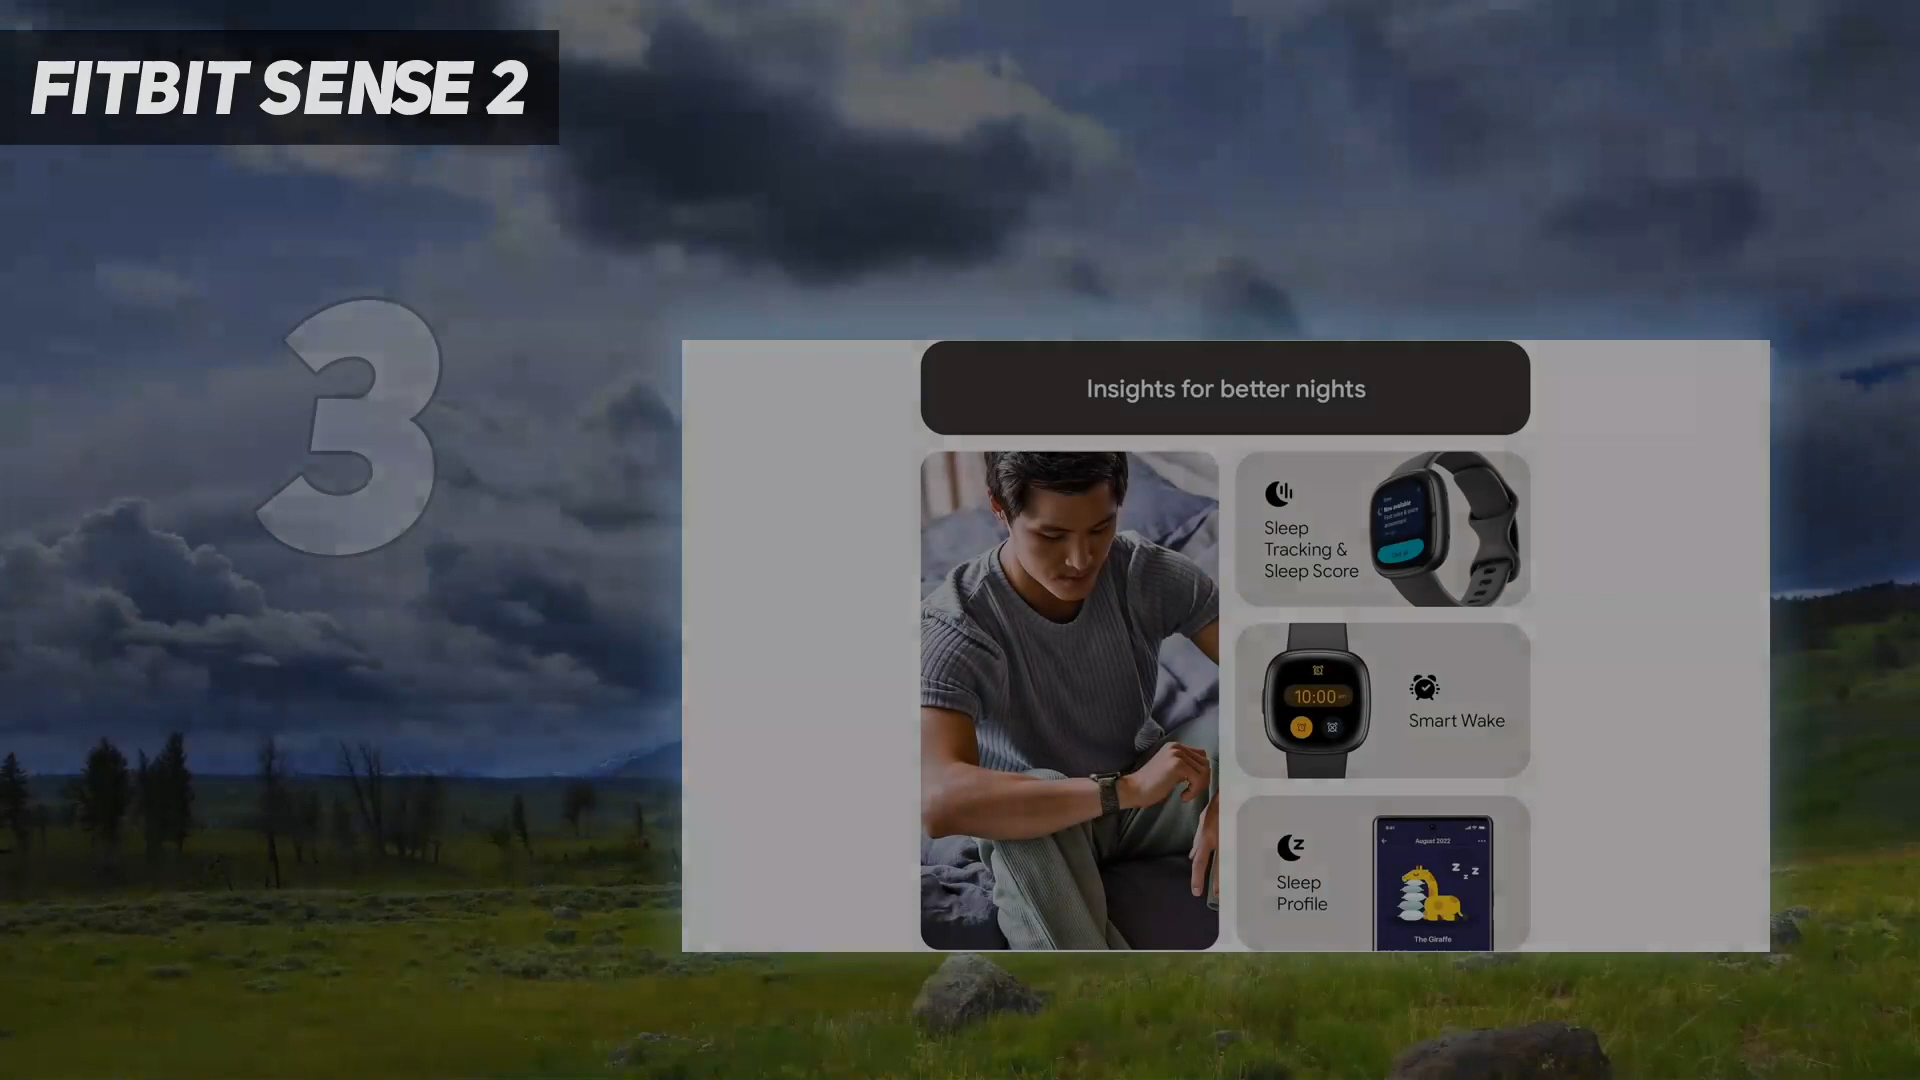 FITBIT SENSE 2
3
Insights for better nights
Sleep
Tracking &
Sleep Score
10:00
Smart Wake
Sleep
Profile
August 2022
The Giraffe